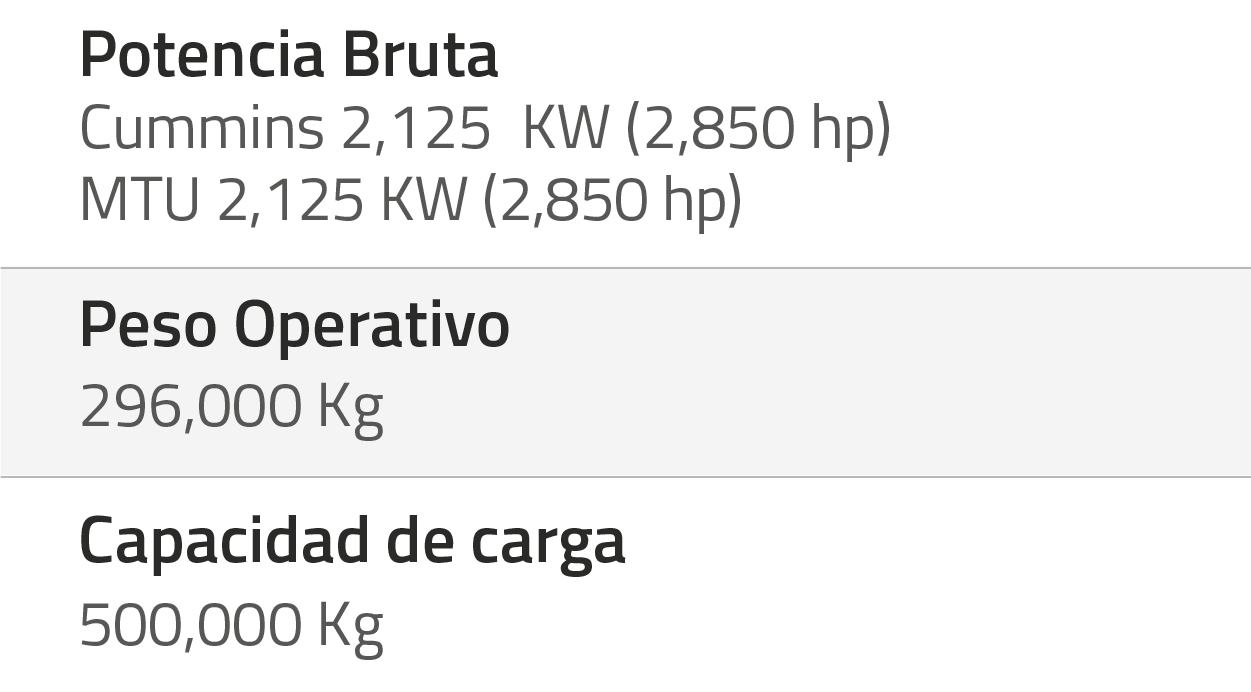 Potencia Bruta
Cummins 2,125  KW (2,850 hp)
MTU 2,125 KW (2,850 hp)
Peso Operativo
296,000 Kg
Capacidad de carga
500,000 Kg